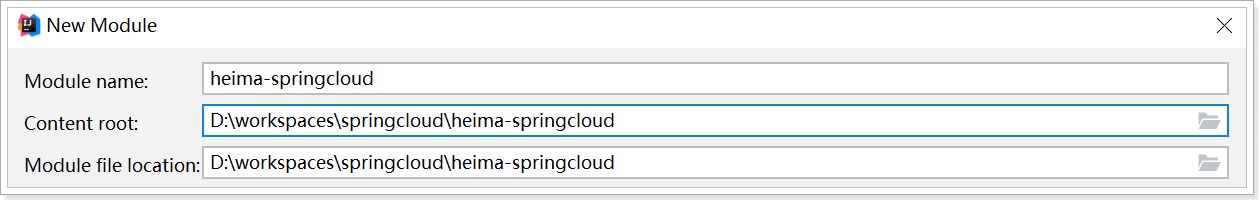 New Module
Module name: heima-springcloud
Content root: D:\workspaces\springcloud\heima-springcloud
Module file location: D:\workspaces\springcloud\heima-springcloud